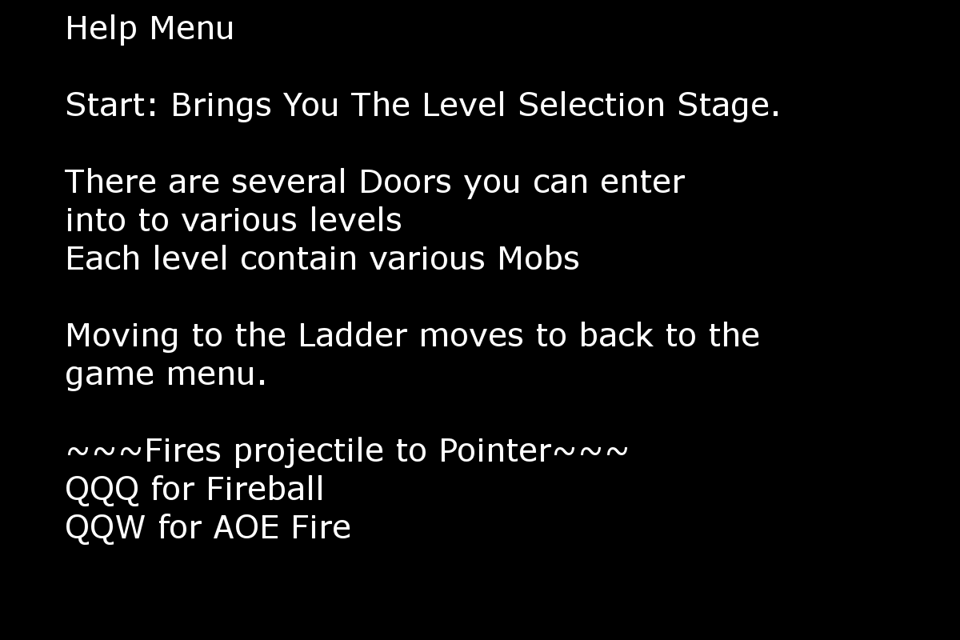 Help Menu
Start: Brings You The Level Selection Stage.
There are several Doors you can enter
into to various levels
Each level contain various Mobs
Moving to the Ladder moves to back to the
game menu.
~~~Fires projectile to Pointer~~~
QQQ for Fireball
QQW for AOE Fire